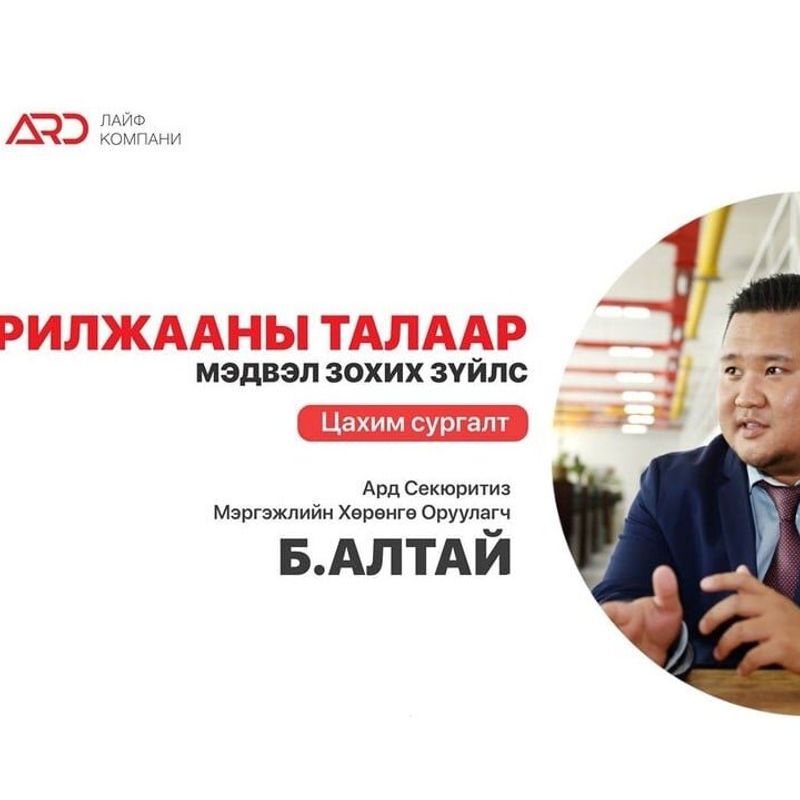 ARD ЛАЙФ
КОМПАНИ
РИЛЖААНЫ ТАЛААР
МЭДВЭЛ ЗОХИХ ЗҮЙЛС
Цахим сургалт
Ард Секюритиз
Мэргэжлийн Хөрөнгө Оруулагч
Б.АЛТАЙ